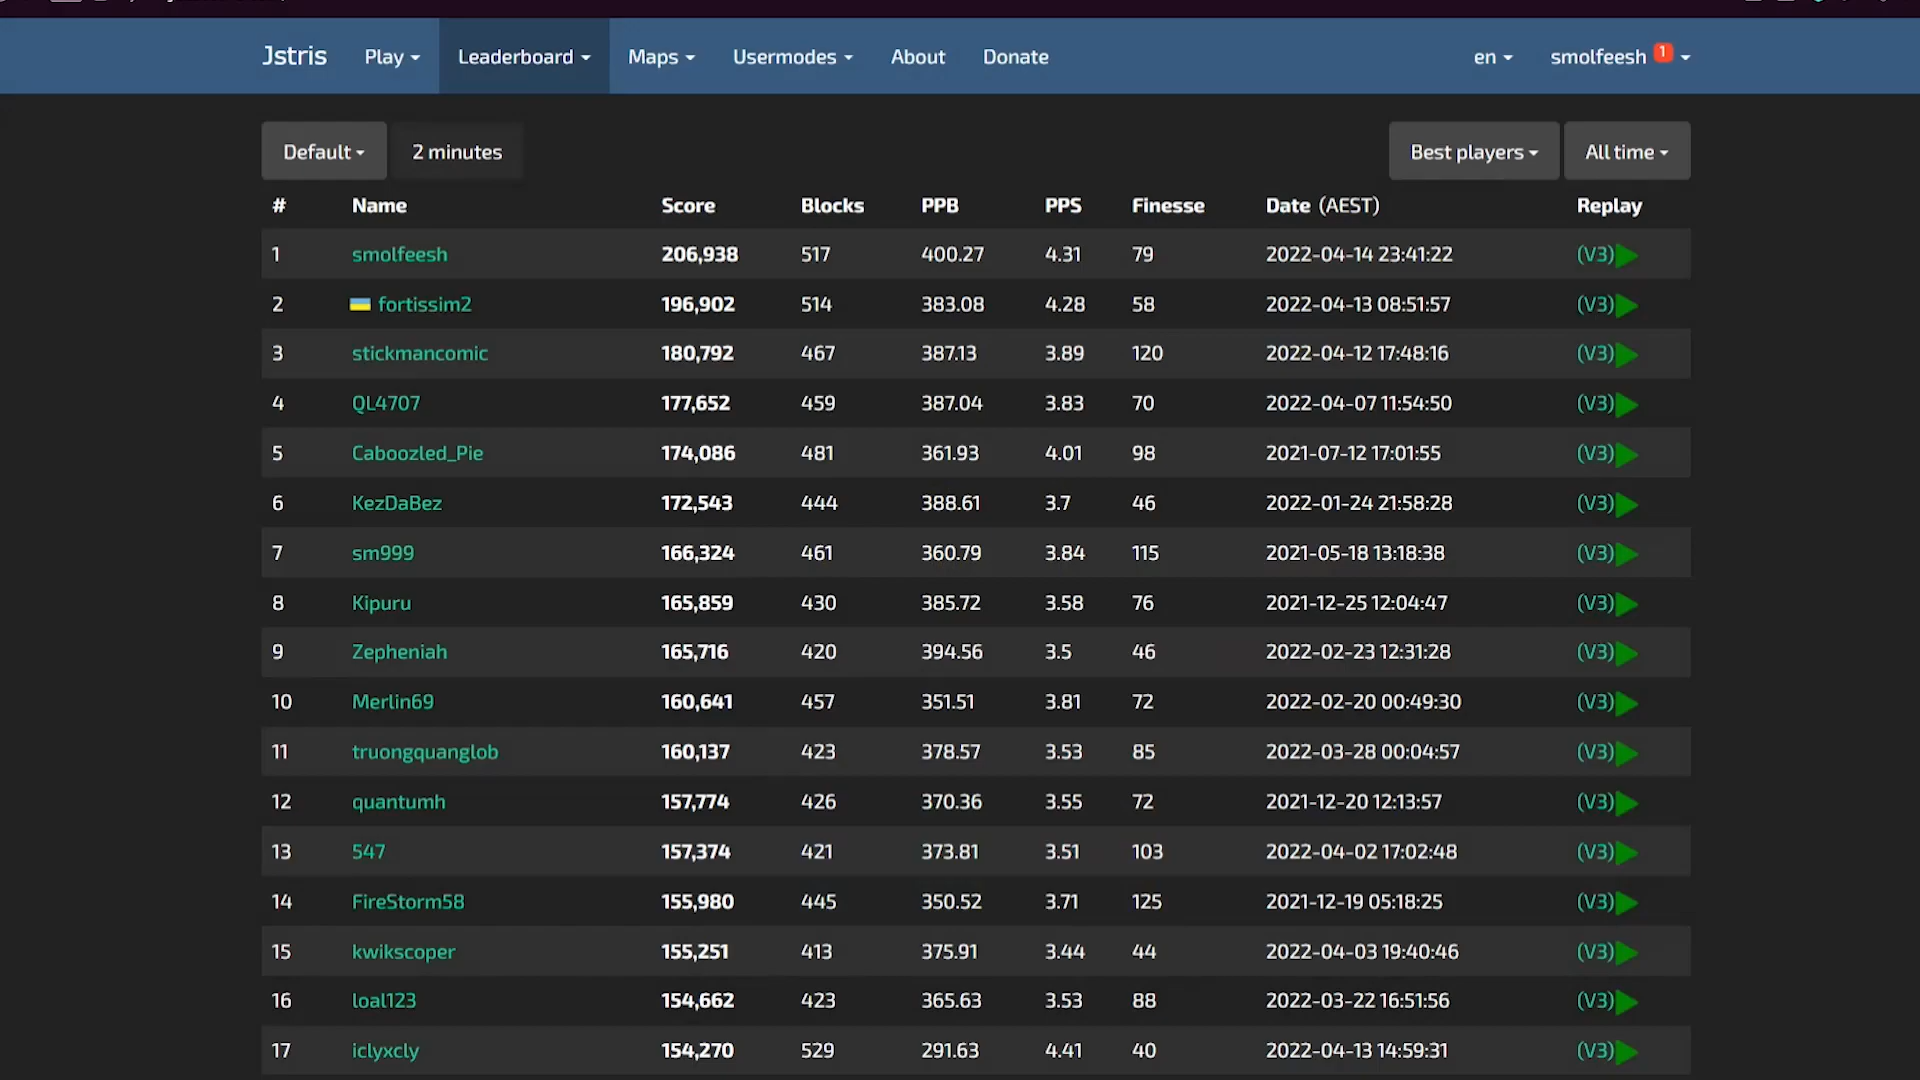 Jstris Play Leaderboard Maps Usermodes About Donate en smolfeesh 1
Default 2 minutes Best players All time
# Name Score Blocks PPB PPS Finesse Date (AEST) Replay
1 smolfeesh 206,938 517 400.27 4.31 79 2022-04-14 23:41:22 (V3)
2 fortissim2 196,902 514 383.08 4.28 58 2022-04-13 08:51:57 (V3)
3 stickmancomic 180,792 467 387.13 3.89 120 2022-04-12 17:48:16 (V3)
4 QL4707 177,652 459 387.04 3.83 70 2022-04-07 11:54:50 (V3)
5 Caboozled_Pie 174,086 481 361.93 4.01 98 2021-07-12 17:01:55 (V3)
6 KezDaBez 172,543 444 388.61 3.7 46 2022-01-24 21:58:28 (V3)
7 sm999 166,324 461 360.79 3.84 115 2021-05-18 13:18:38 (V3)
8 Kipuru 165,859 430 385.72 3.58 76 2021-12-25 12:04:47 (V3)
9 Zepheniah 165,716 420 394.56 3.5 46 2022-02-23 12:31:28 (V3)
10 Merlin69 160,641 457 351.51 3.81 72 2022-02-20 00:49:30 (V3)
11 truongquanglob 160,137 423 378.57 3.53 85 2022-03-28 00:04:57 (V3)
12 quantumh 157,774 426 370.36 3.55 72 2021-12-20 12:13:57 (V3)
13 547 157,374 421 373.81 3.51 103 2022-04-02 17:02:48 (V3)
14 FireStorm58 155,980 445 350.52 3.71 125 2021-12-19 05:18:25 (V3)
15 kwikscoper 155,251 413 375.91 3.44 44 2022-04-03 19:40:46 (V3)
16 loal123 154,662 423 365.63 3.53 88 2022-03-22 16:51:56 (V3)
17 iclyxcly 154,270 529 291.63 4.41 40 2022-04-13 14:59:31 (V3)